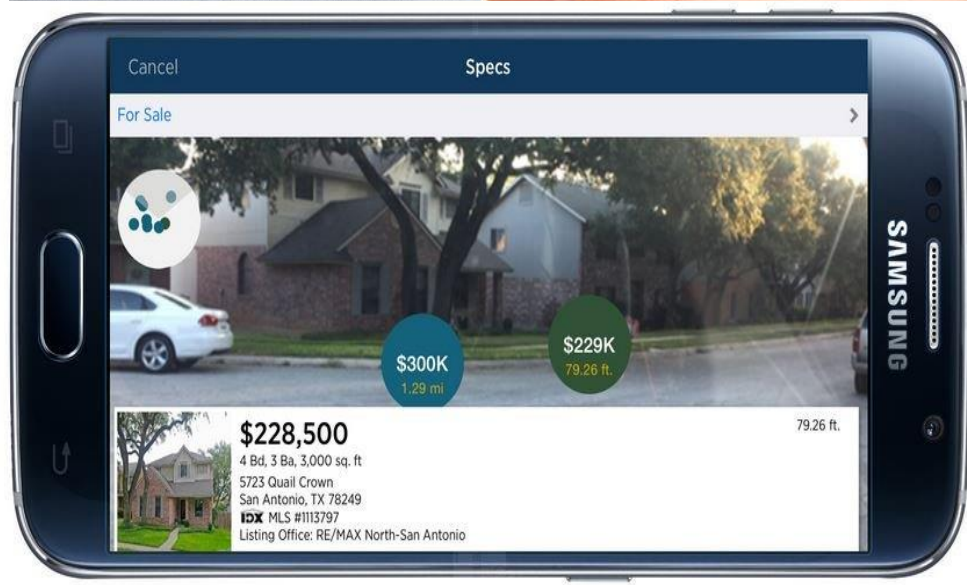 Cancel
Specs
For Sale
$300K
1.29 mi
$229K
79.26 ft.
$228,500
79.26 ft.
4 Bd, 3 Ba, 3,000 sq. ft
5723 Quail Crown
San Antonio, TX 78249
IDX MLS #1113797
Listing Office: RE/MAX North-San Antonio
SAMSUNG